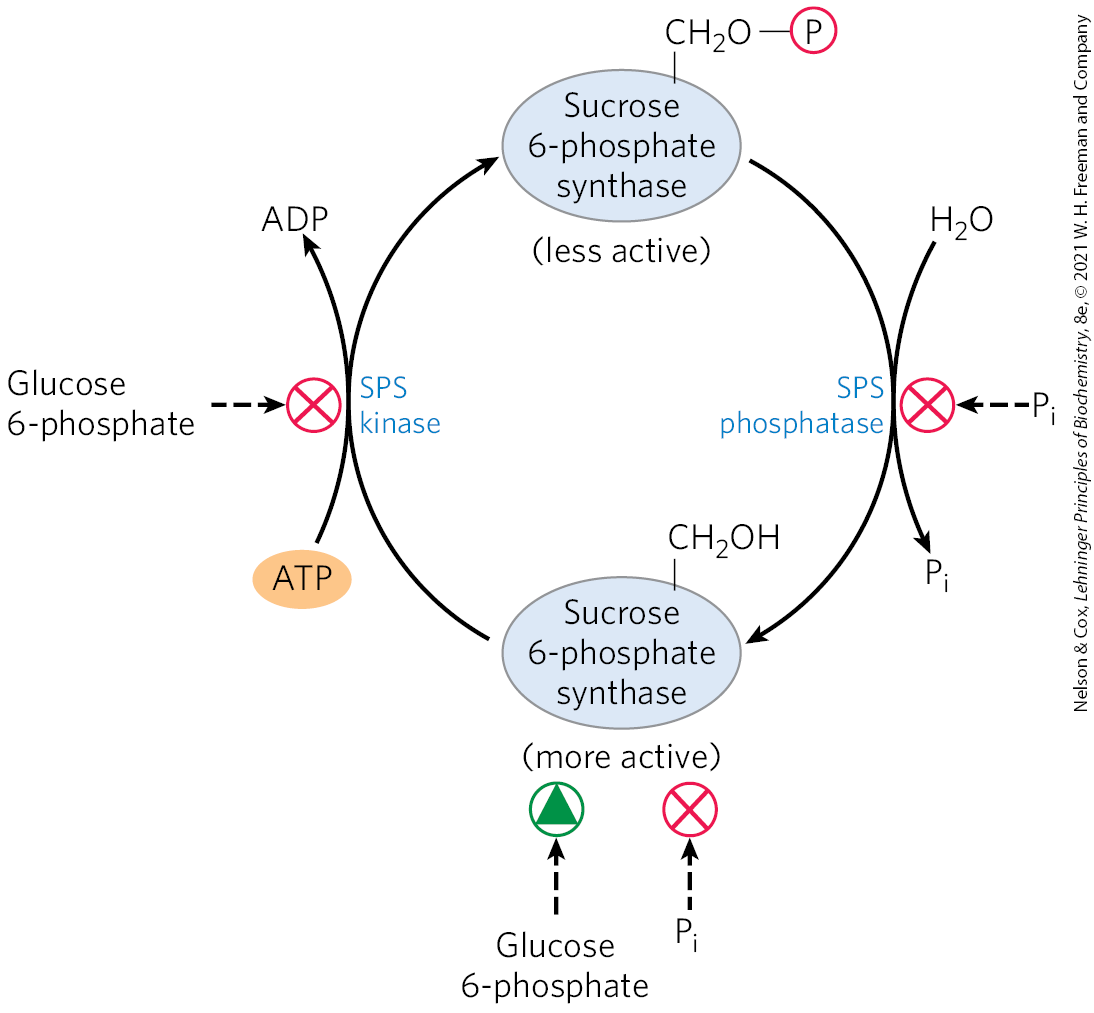 CH₂O — P
Sucrose
6-phosphate
synthase
(less active)
ADP
H₂O
Glucose
6-phosphate
SPS
kinase
SPS
phosphatase
Pᵢ
ATP
CH₂OH
Pᵢ
Sucrose
6-phosphate
synthase
(more active)
Glucose
6-phosphate
Pᵢ
Nelson & Cox, Lehninger Principles of Biochemistry, 8e, © 2021 W. H. Freeman and Company